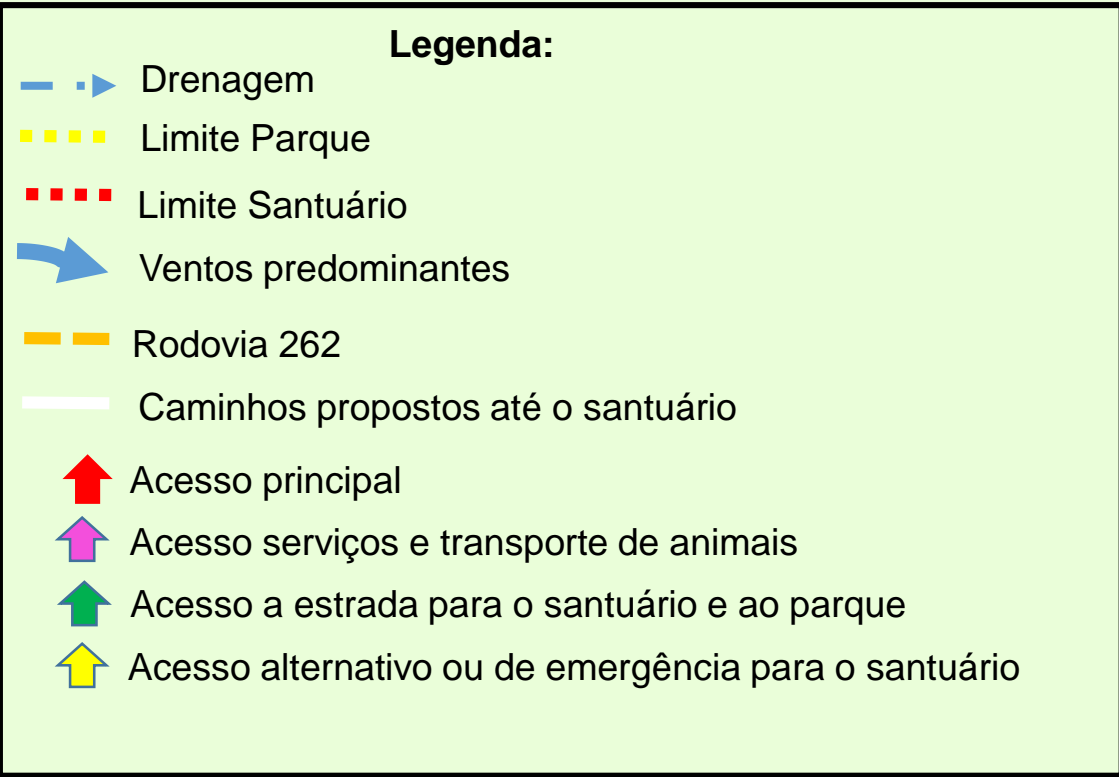 Legenda:
Drenagem
Limite Parque
Limite Santuário
Ventos predominantes
Rodovia 262
Caminhos propostos até o santuário
Acesso principal
Acesso serviços e transporte de animais
Acesso a estrada para o santuário e ao parque
Acesso alternativo ou de emergência para o santuário